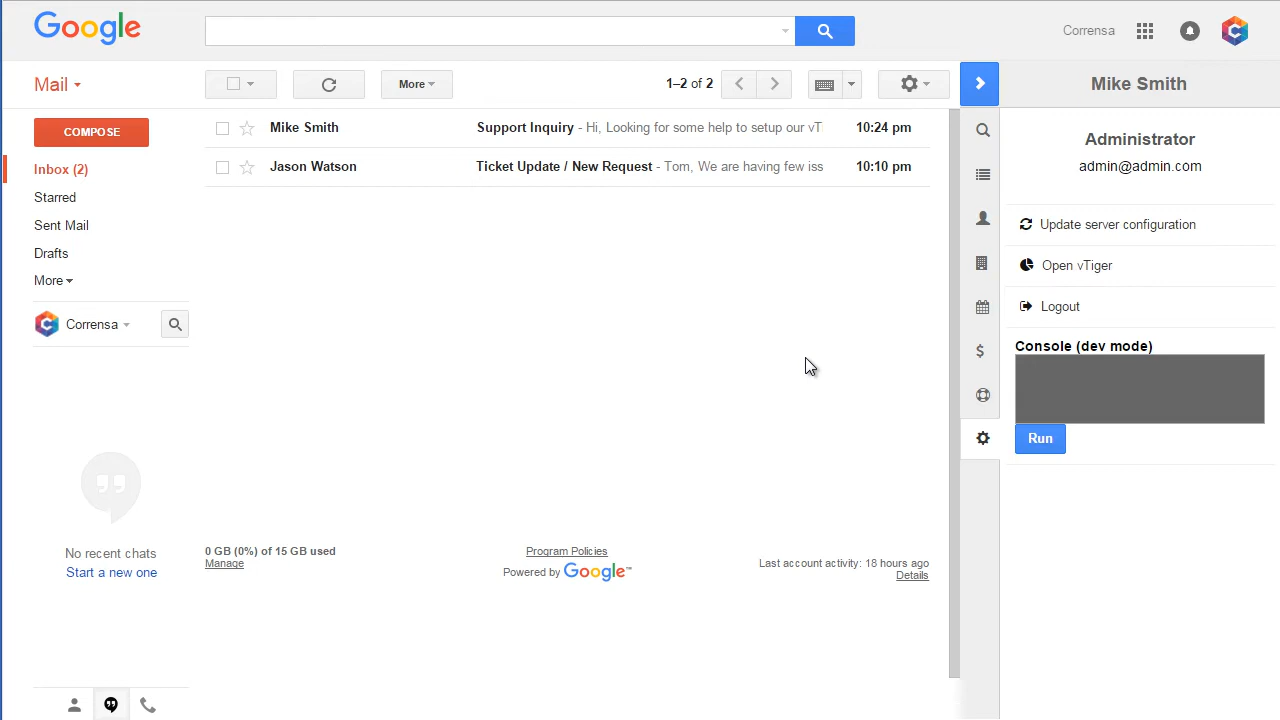 Google
Corrensa
Mail
More
1–2 of 2
Mike Smith
COMPOSE
Inbox (2)
Starred
Sent Mail
Drafts
More
Corrensa
No recent chats
Start a new one
Mike Smith Support Inquiry - Hi, Looking for some help to setup our vTi 10:24 pm
Jason Watson Ticket Update / New Request - Tom, We are having few iss 10:10 pm
0 GB (0%) of 15 GB used
Manage
Program Policies
Powered by Google™
Last account activity: 18 hours ago
Details
Administrator
admin@admin.com
Update server configuration
Open vTiger
Logout
Console (dev mode)
Run